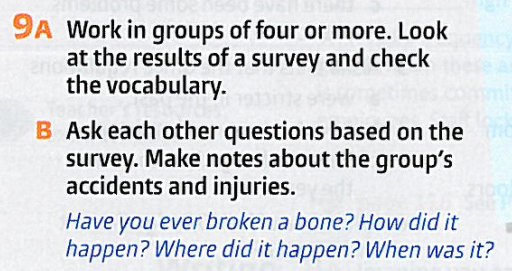 9A Work in groups of four or more. Look
at the results of a survey and check
the vocabulary.
B Ask each other questions based on the
survey. Make notes about the group's
accidents and injuries.
Have you ever broken a bone? How did it
happen? Where did it happen? When was it?